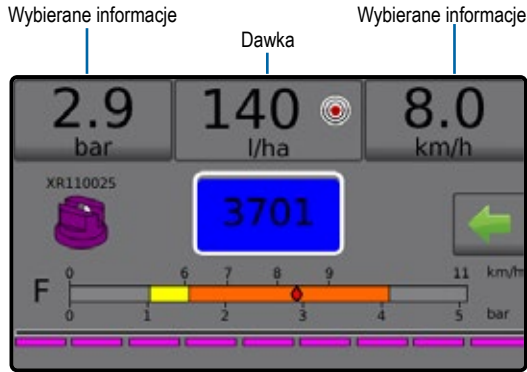 Wybierane informacje Wybierane informacje
Dawka
2.9 140 8.0
bar l/ha km/h
XR110025
3701
0 6 7 8 9 11 km/h
F
0 1 2 3 4 5 bar